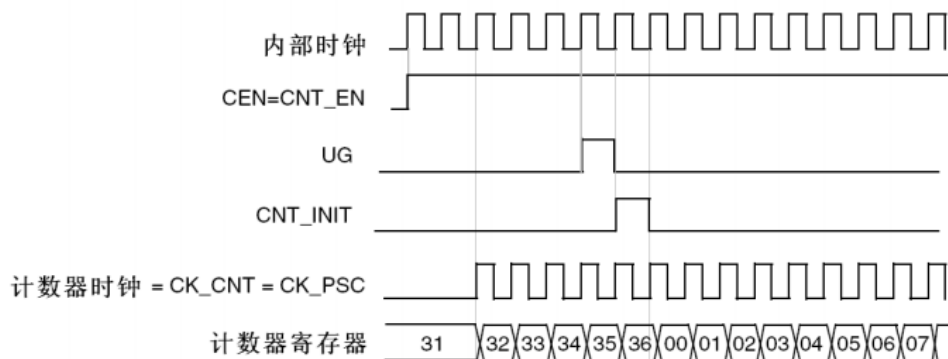 内部时钟
CEN=CNT_EN
UG
CNT_INIT
计数器时钟 = CK_CNT = CK_PSC
计数器寄存器 31 32 33 34 35 36 00 01 02 03 04 05 06 07